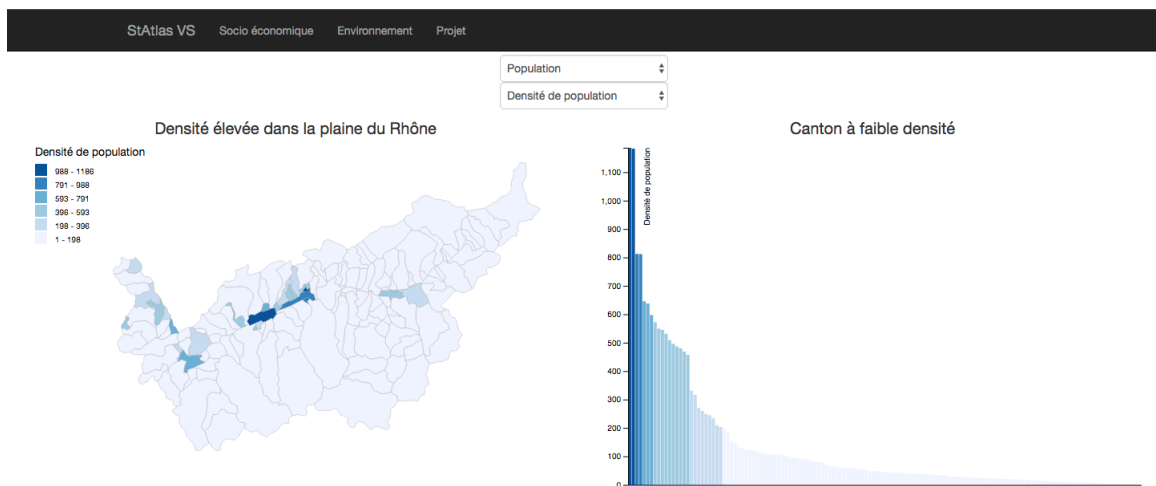 StAtlas VS Socio économique Environnement Projet
Population
Densité de population
Densité élevée dans la plaine du Rhône
Densité de population
988 - 1186
791 - 988
593 - 791
396 - 593
198 - 396
1 - 198
Canton à faible densité
Densité de population
1,100
1,000
900
800
700
600
500
400
300
200
100
0